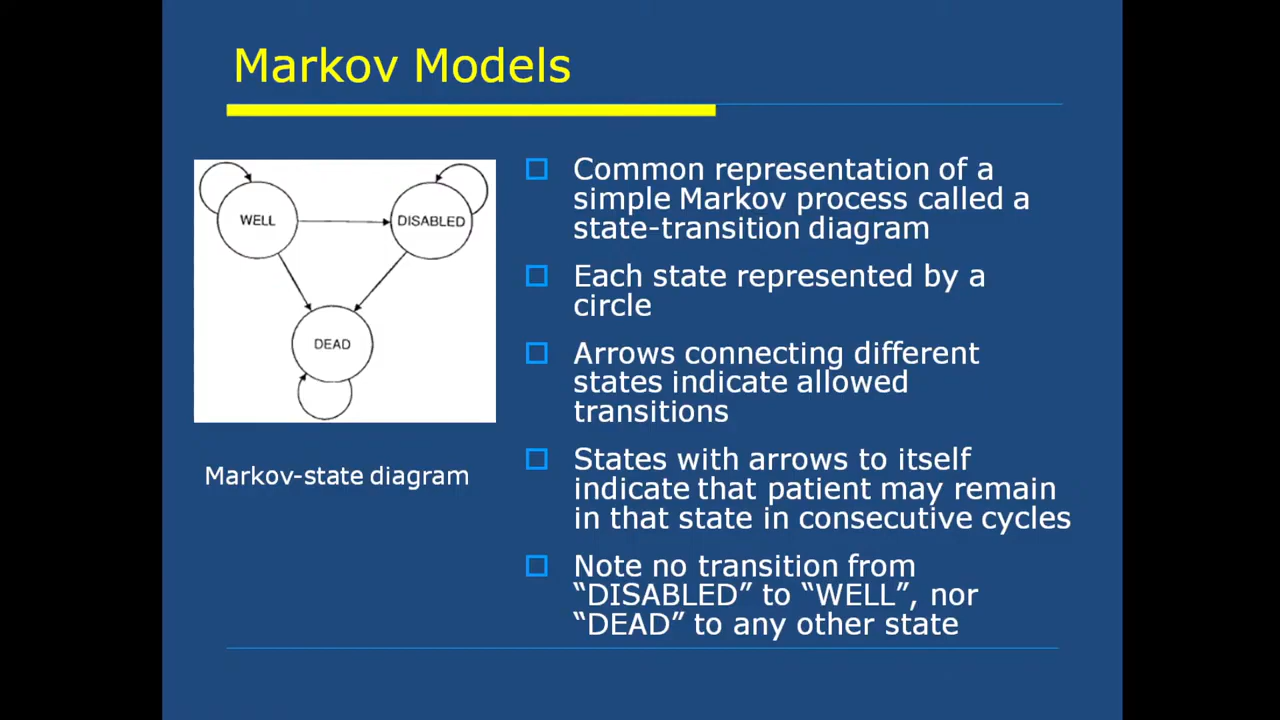 Markov Models
WELL
DISABLED
DEAD
Markov-state diagram
Common representation of a
simple Markov process called a
state-transition diagram
Each state represented by a
circle
Arrows connecting different
states indicate allowed
transitions
States with arrows to itself
indicate that patient may remain
in that state in consecutive cycles
Note no transition from
“DISABLED” to “WELL”, nor
“DEAD” to any other state